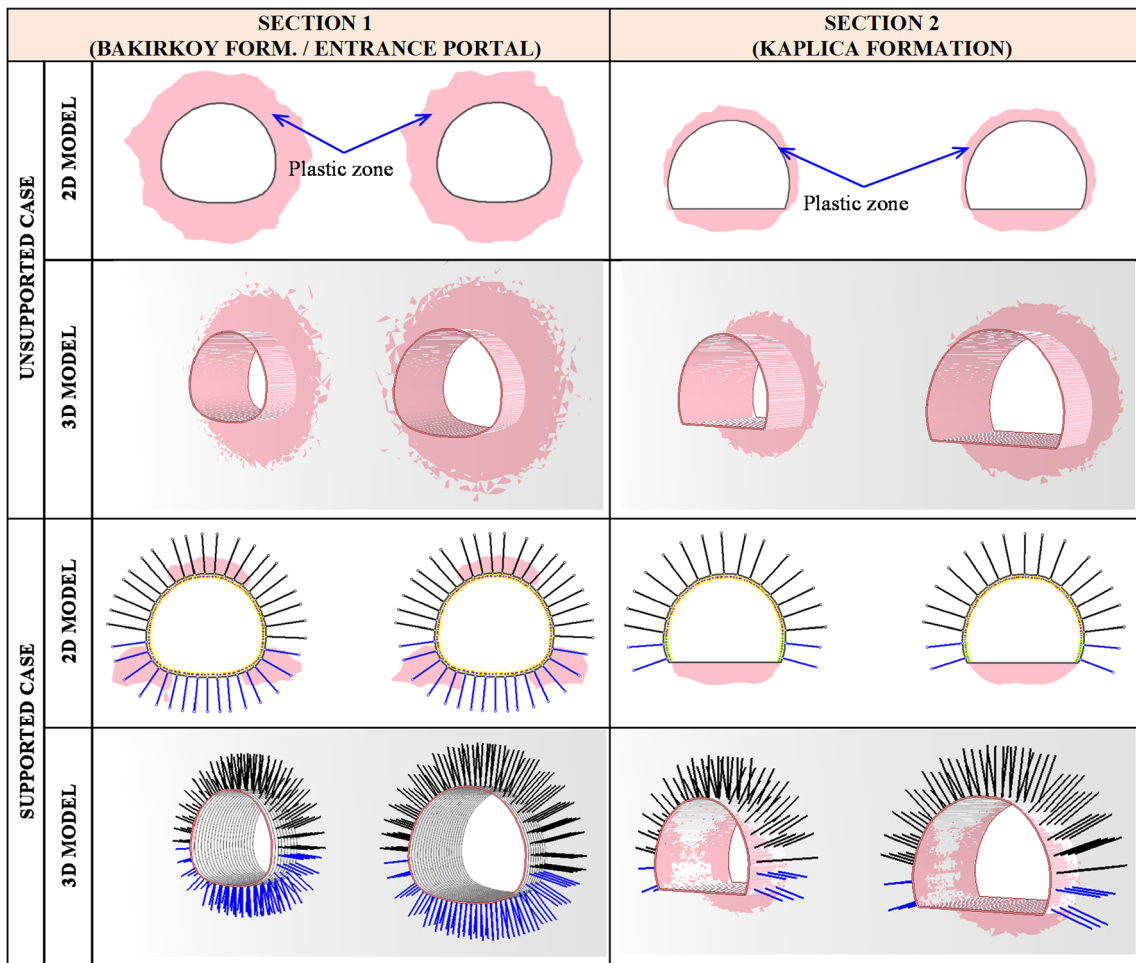 SECTION 1
(BAKIRKOY FORM. / ENTRANCE PORTAL)
SECTION 2
(KAPLICA FORMATION)
UNSUPPORTED CASE
2D MODEL
Plastic zone
Plastic zone
3D MODEL
SUPPORTED CASE
2D MODEL
3D MODEL